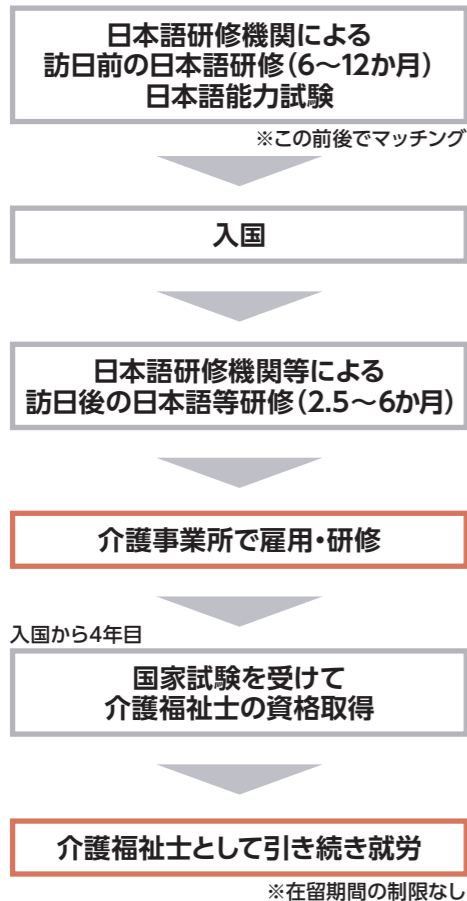 日本語研修機関による
訪日前の日本語研修（6～12か月）
日本語能力試験
※この前後でマッチング
入国
日本語研修機関等による
訪日後の日本語等研修（2.5～6か月）
介護事業所で雇用・研修
入国から4年目
国家試験を受けて
介護福祉士の資格取得
介護福祉士として引き続き就労
※在留期間の制限なし